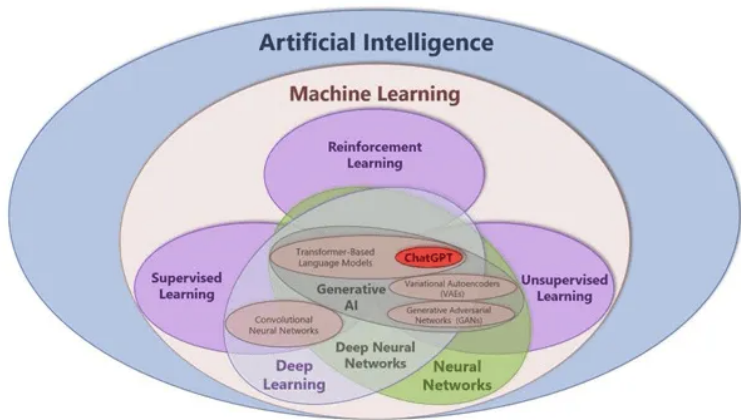 Artificial Intelligence
Machine Learning
Reinforcement
Learning
Transformer-Based
Language Models
ChatGPT
Supervised
Learning
Generative
AI
Variational Autoencoders
(VAEs)
Unsupervised
Learning
Convolutional
Neural Networks
Generative Adversarial
Networks (GANs)
Deep Neural
Networks
Deep
Learning
Neural
Networks